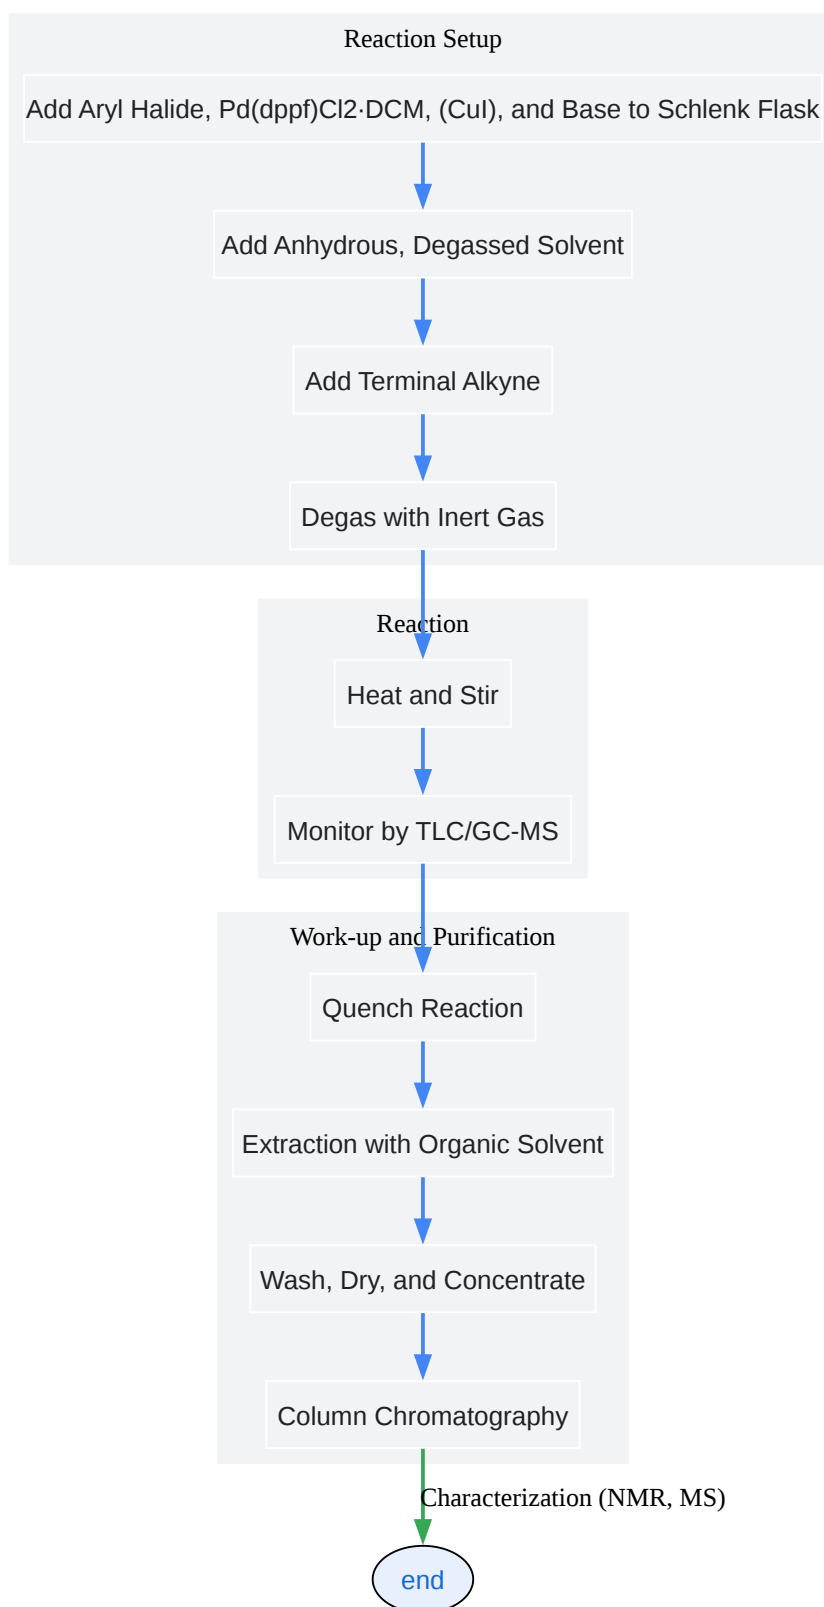 Reaction Setup
Add Aryl Halide, Pd(dppf)Cl2·DCM, (CuI), and Base to Schlenk Flask
Add Anhydrous, Degassed Solvent
Add Terminal Alkyne
Degas with Inert Gas
Reaction
Heat and Stir
Monitor by TLC/GC-MS
Work-up and Purification
Quench Reaction
Extraction with Organic Solvent
Wash, Dry, and Concentrate
Column Chromatography
Characterization (NMR, MS)
end